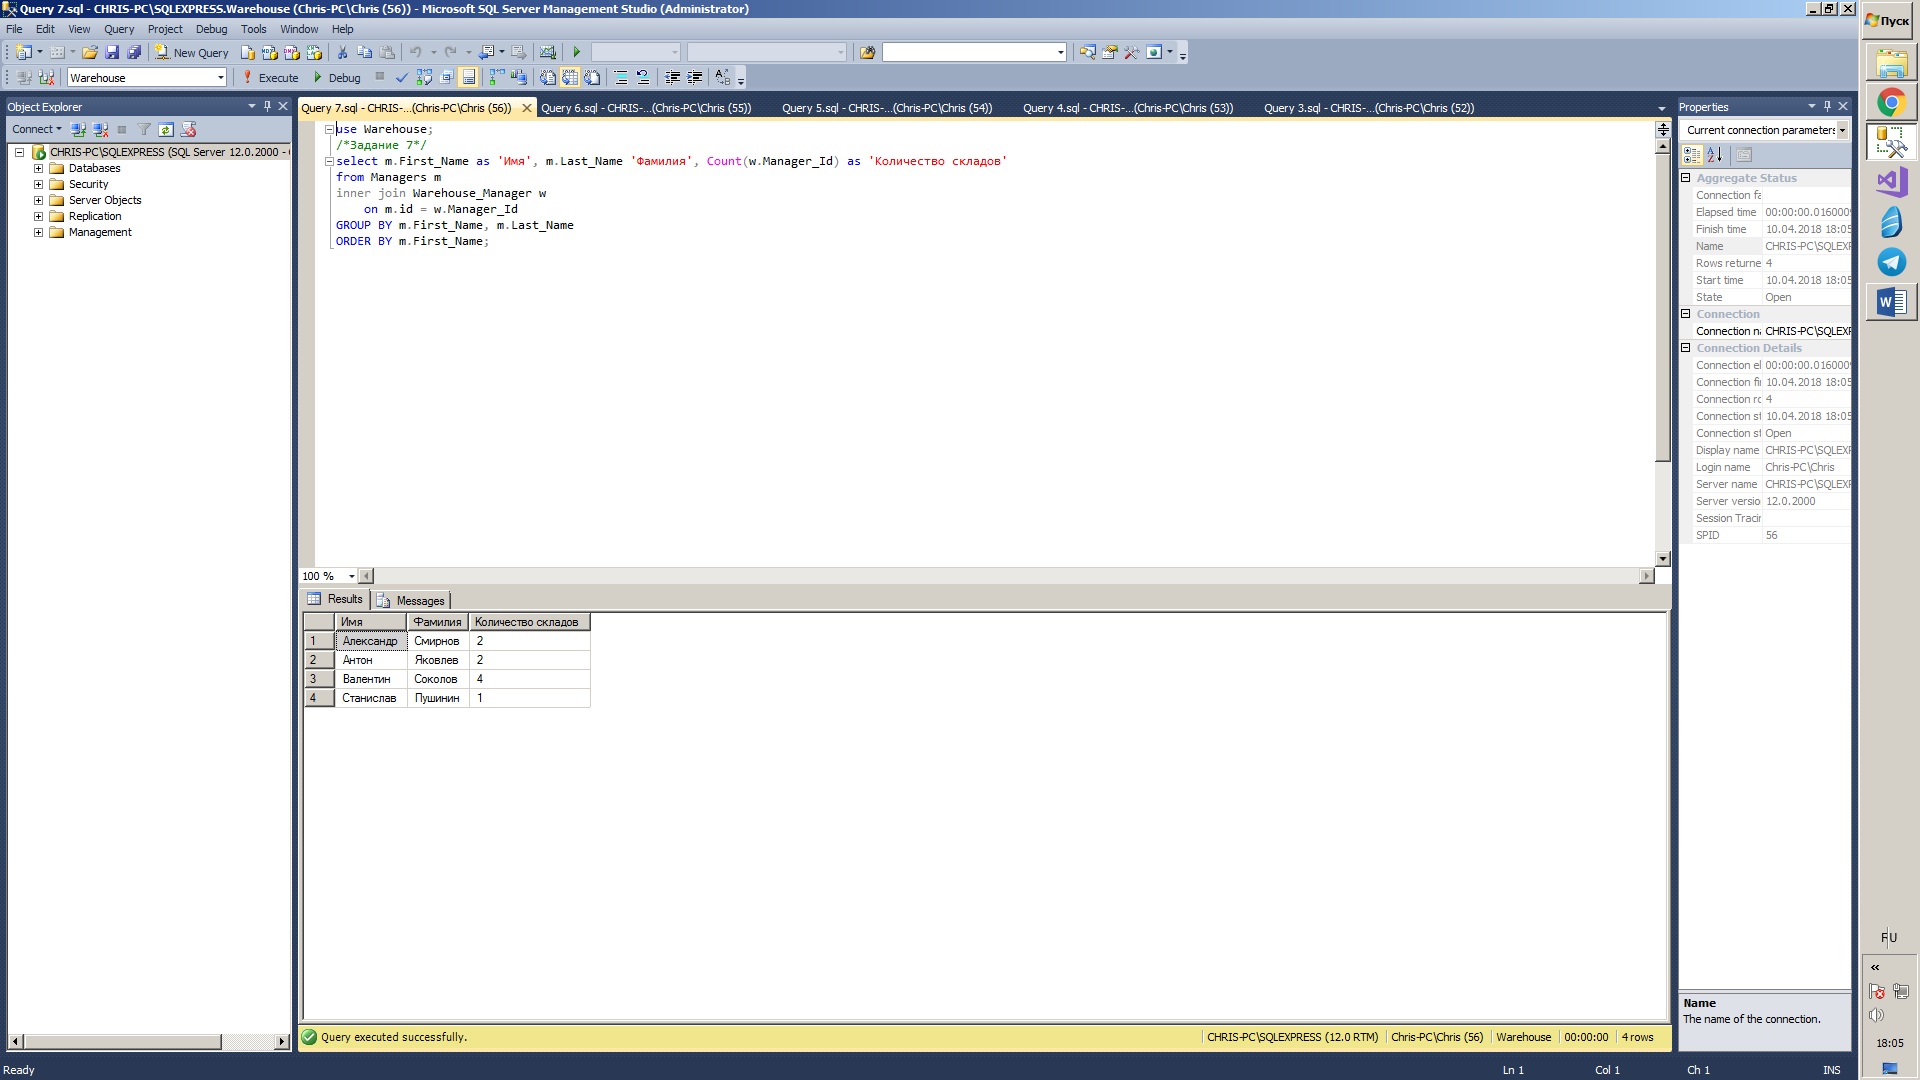 Query 7.sql - CHRIS-PC\SQLEXPRESS.Warehouse (Chris-PC\Chris (56)) - Microsoft SQL Server Management Studio (Administrator)
File Edit View Query Project Debug Tools Window Help
New Query
Warehouse Execute Debug
Object Explorer
Connect
CHRIS-PC\SQLEXPRESS (SQL Server 12.0.2000 -
Databases
Security
Server Objects
Replication
Management
Query 7.sql - CHRIS-...(Chris-PC\Chris (56)) Query 6.sql - CHRIS-...(Chris-PC\Chris (55)) Query 5.sql - CHRIS-...(Chris-PC\Chris (54)) Query 4.sql - CHRIS-...(Chris-PC\Chris (53)) Query 3.sql - CHRIS-...(Chris-PC\Chris (52))
use Warehouse;
/*Задание 7*/
select m.First_Name as 'Имя', m.Last_Name 'Фамилия', Count(w.Manager_Id) as 'Количество складов'
from Managers m
inner join Warehouse_Manager w
on m.id = w.Manager_Id
GROUP BY m.First_Name, m.Last_Name
ORDER BY m.First_Name;
100 %
Results Messages
Имя Фамилия Количество складов
1 Александр Смирнов 2
2 Антон Яковлев 2
3 Валентин Соколов 4
4 Станислав Пушинин 1
Query executed successfully. CHRIS-PC\SQLEXPRESS (12.0 RTM) Chris-PC\Chris (56) Warehouse 00:00:00 4 rows
Properties
Current connection parameters
Aggregate Status
Connection fa
Elapsed time 00:00:00.016000
Finish time 10.04.2018 18:05
Name CHRIS-PC\SQLEXP
Rows returne 4
Start time 10.04.2018 18:05
State Open
Connection
Connection na CHRIS-PC\SQLEXP
Connection Details
Connection el 00:00:00.016000
Connection fi 10.04.2018 18:05
Connection ro 4
Connection st 10.04.2018 18:05
Connection st Open
Display name CHRIS-PC\SQLEXP
Login name Chris-PC\Chris
Server name CHRIS-PC\SQLEXP
Server versio 12.0.2000
Session Tracin
SPID 56
Name
The name of the connection.
Ready Ln 1 Col 1 Ch 1 INS
Пуск
RU
18:05